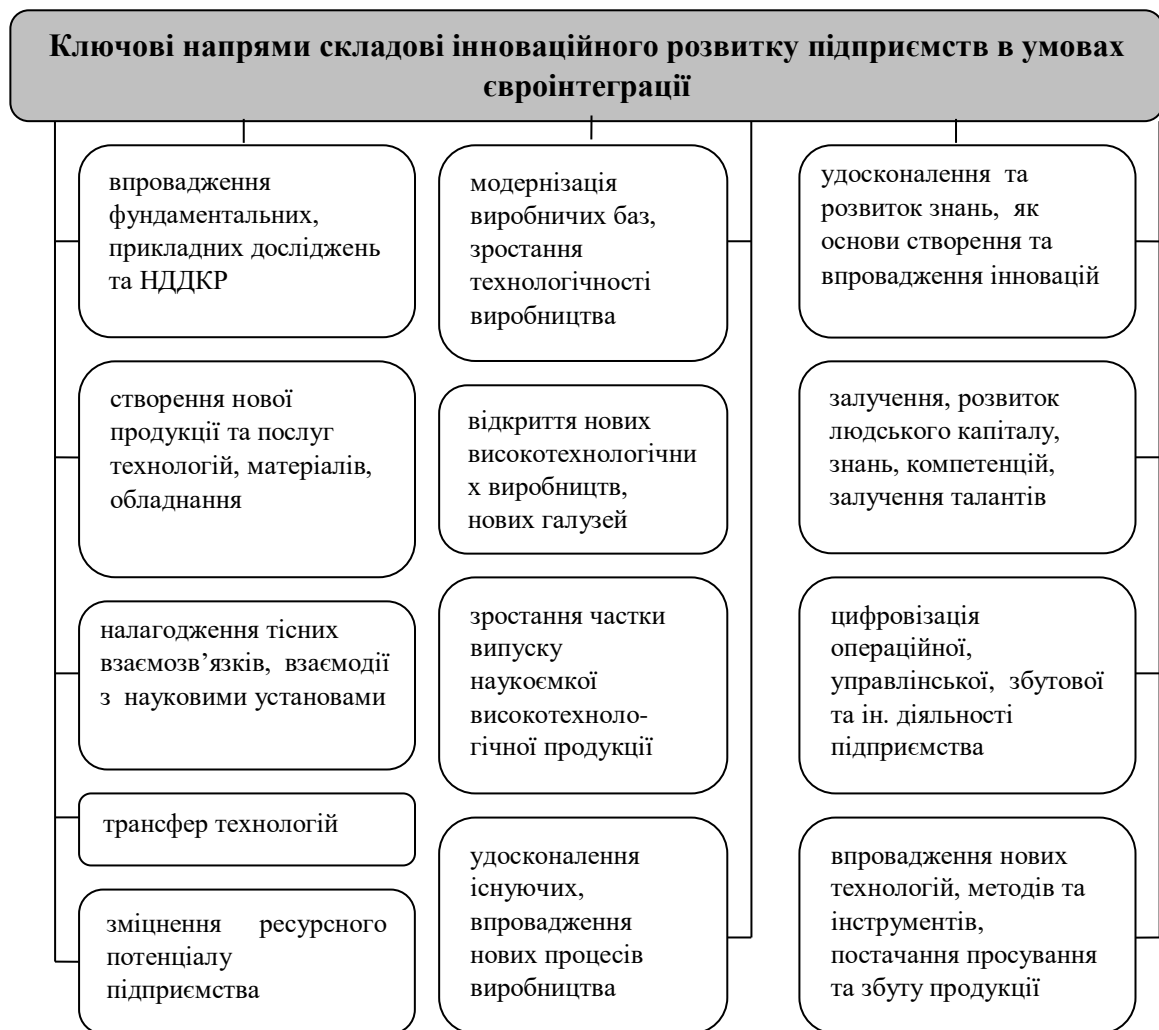 Ключові напрями складові інноваційного розвитку підприємств в умовах
євроінтеграції
впровадження
фундаментальних,
прикладних досліджень
та НДДКР
створення нової
продукції та послуг
технологій, матеріалів,
обладнання
налагодження тісних
взаємозв’язків, взаємодії
з науковими установами
трансфер технологій
зміцнення ресурсного
потенціалу
підприємства
модернізація
виробничих баз,
зростання
технологічності
виробництва
відкриття нових
високотехнологічни
х виробництв,
нових галузей
зростання частки
випуску
наукоємкої
високотехноло-
гічної продукції
удосконалення
існуючих,
впровадження
нових процесів
виробництва
удосконалення та
розвиток знань, як
основи створення та
впровадження інновацій
залучення, розвиток
людського капіталу,
знань, компетенцій,
залучення талантів
цифровізація
операційної,
управлінської, збутової
та ін. діяльності
підприємства
впровадження нових
технологій, методів та
інструментів,
постачання просування
та збуту продукції